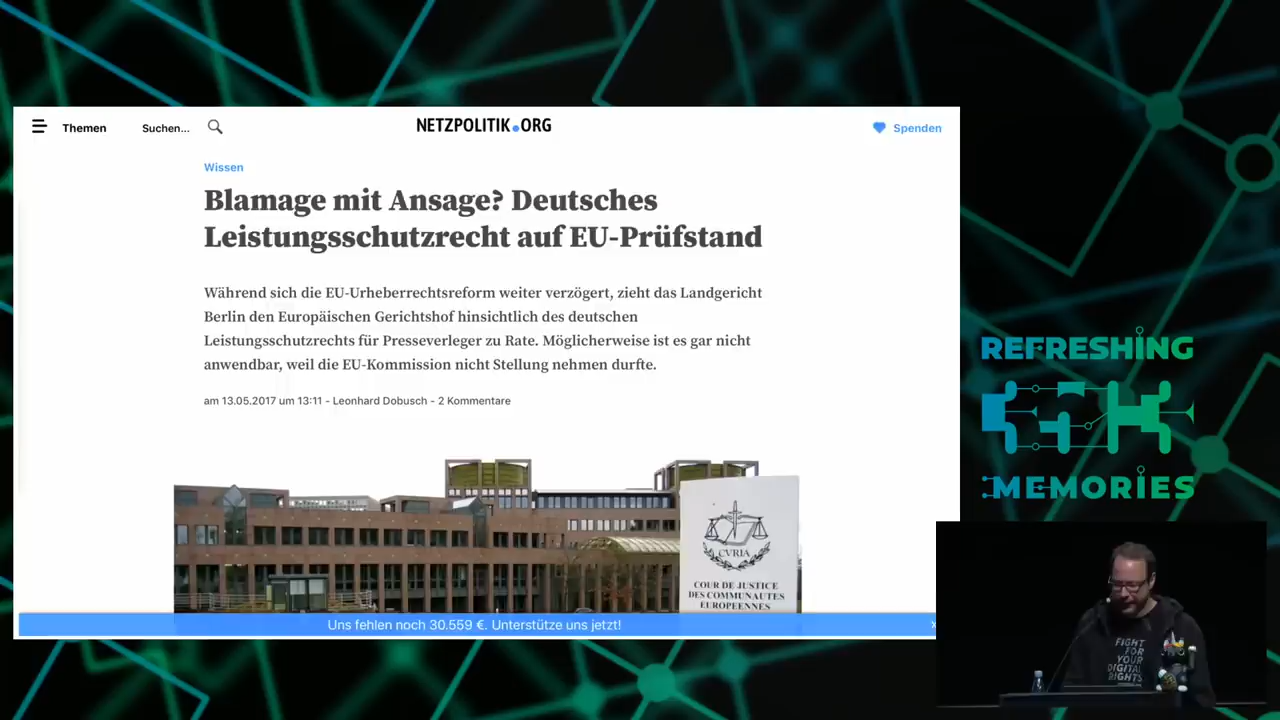 Themen
Suchen...
NETZPOLITIK.ORG
Spenden
Wissen
Blamage mit Ansage? Deutsches
Leistungsschutzrecht auf EU-Prüfstand
Während sich die EU-Urheberrechtsreform weiter verzögert, zieht das Landgericht
Berlin den Europäischen Gerichtshof hinsichtlich des deutschen
Leistungsschutzrechts für Presseverleger zu Rate. Möglicherweise ist es gar nicht
anwendbar, weil die EU-Kommission nicht Stellung nehmen durfte.
am 13.05.2017 um 13:11 - Leonhard Dobusch - 2 Kommentare
CVRIA
COUR DE JUSTICE
DES COMMUNAUTES
EUROPEENNES
Uns fehlen noch 30.559 €. Unterstütze uns jetzt! ×
REFRESHING
35C3
MEMORIES
FIGHT
FOR
YOUR
DIGITAL
RIGHTS